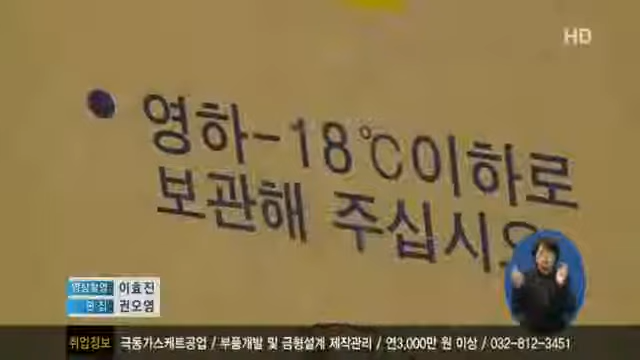 HD
영하-18℃이하로
보관해 주십시오
영상촬영 이효진
편 집 권오영
취업정보 극동가스케트공업 / 부품개발 및 금형설계 제작관리 / 연3,000만 원 이상 / 032-812-3451